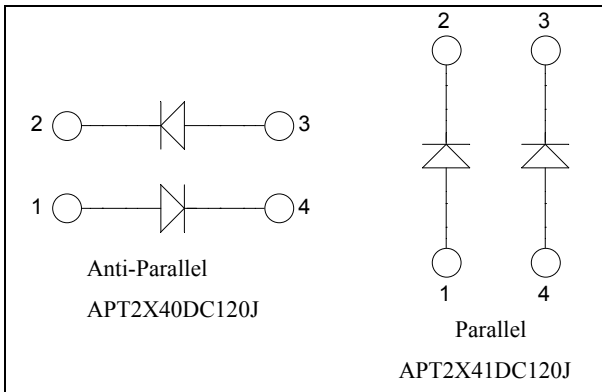 2 3
1 4
Anti-Parallel
APT2X40DC120J
2 3
1 4
Parallel
APT2X41DC120J